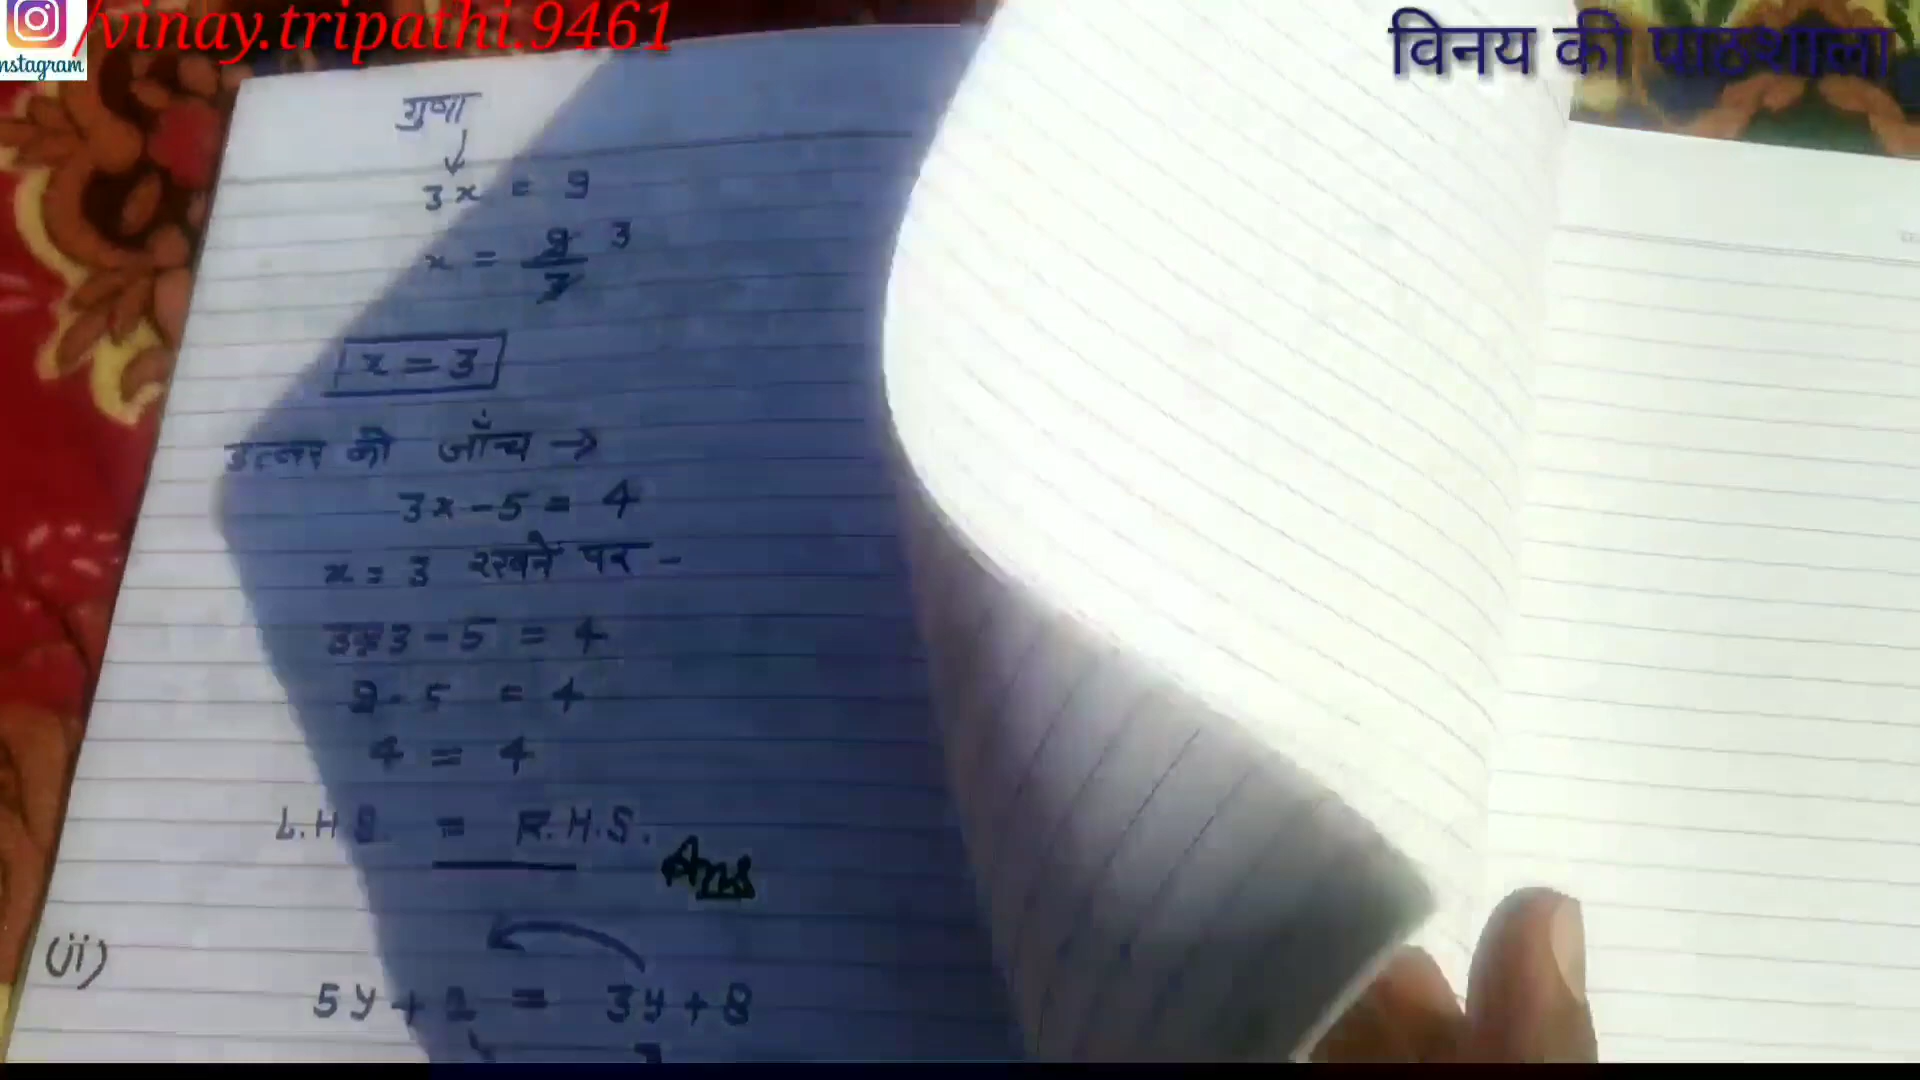 Instagram
/vinay.tripathi.9461
विनय की पाठशाला
गुणा
↓
3x = 9
x = 9/3 3
x = 3
उत्तर की जाँच →
3x - 5 = 4
x = 3 रखने पर -
3x3 - 5 = 4
9 - 5 = 4
4 = 4
L.H.S. = R.H.S.
Ans
(ii)
5y + 2 = 3y + 8